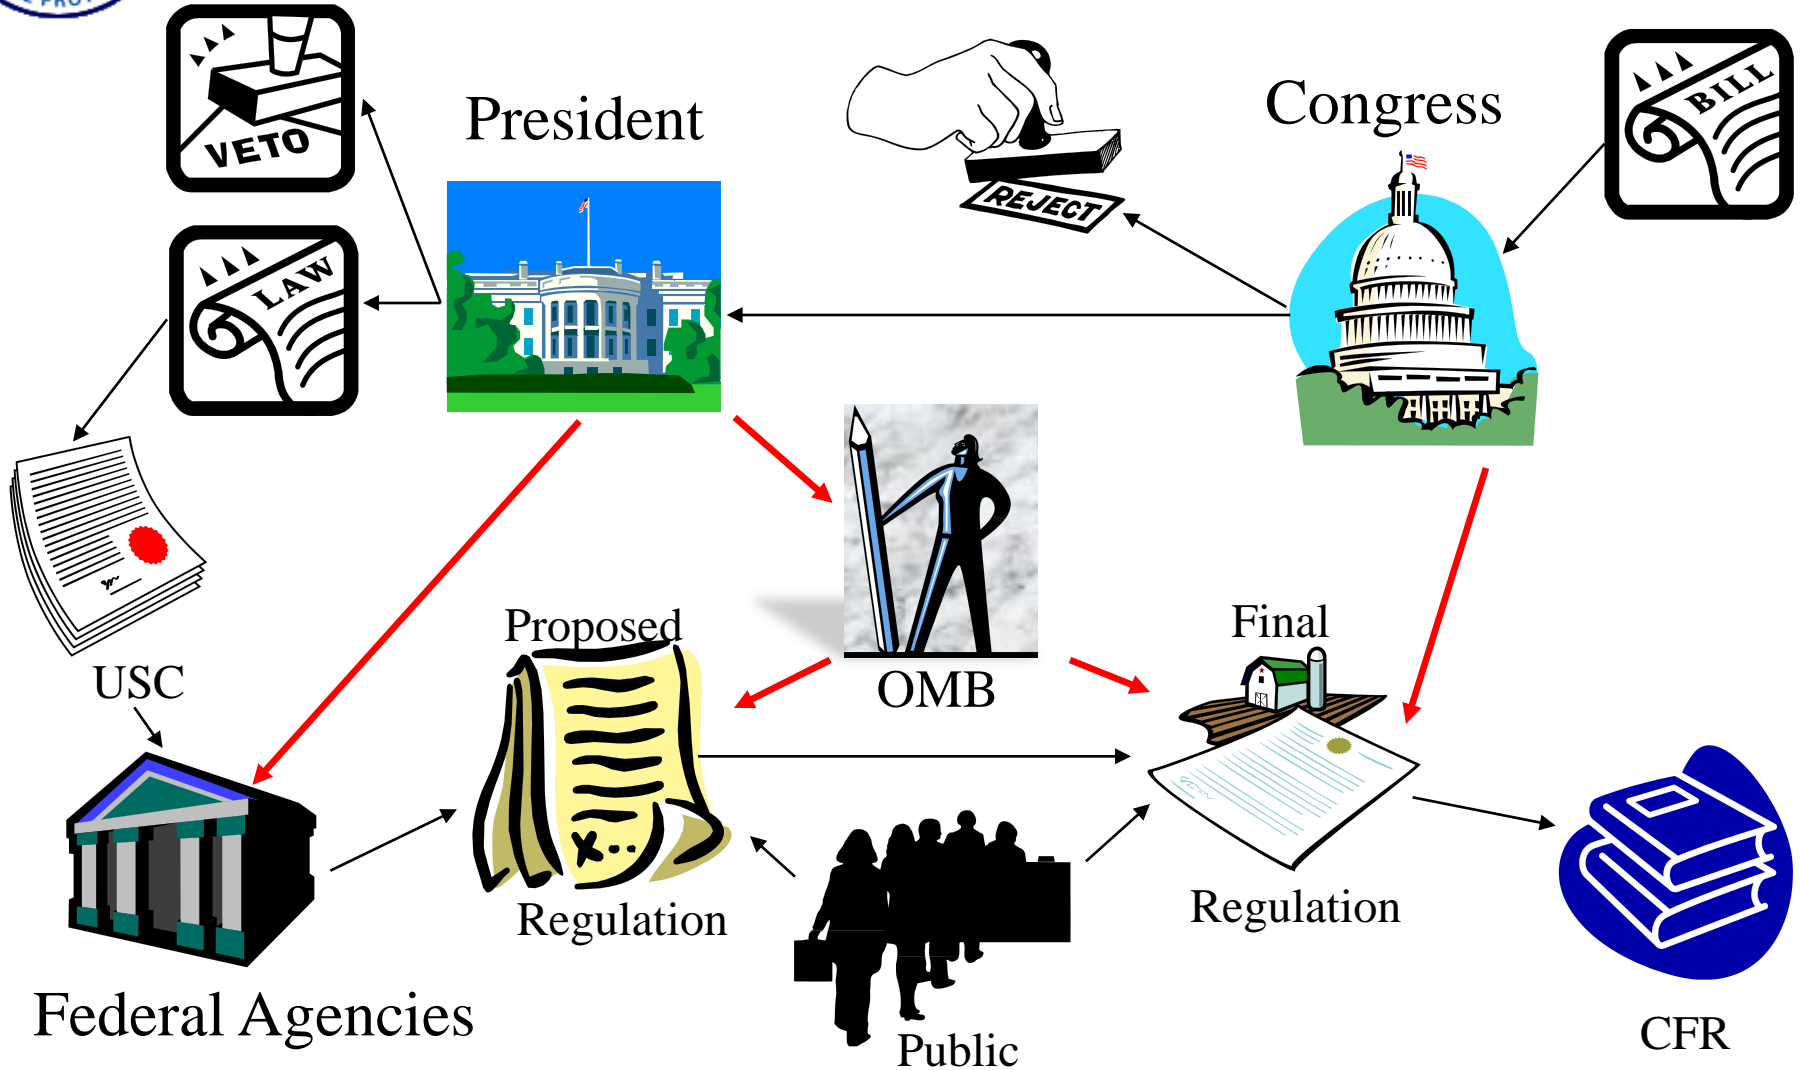 VETO
President
REJECT
Congress
BILL
LAW
USC
Proposed
Regulation
OMB
Final
Regulation
Federal Agencies
Public
CFR